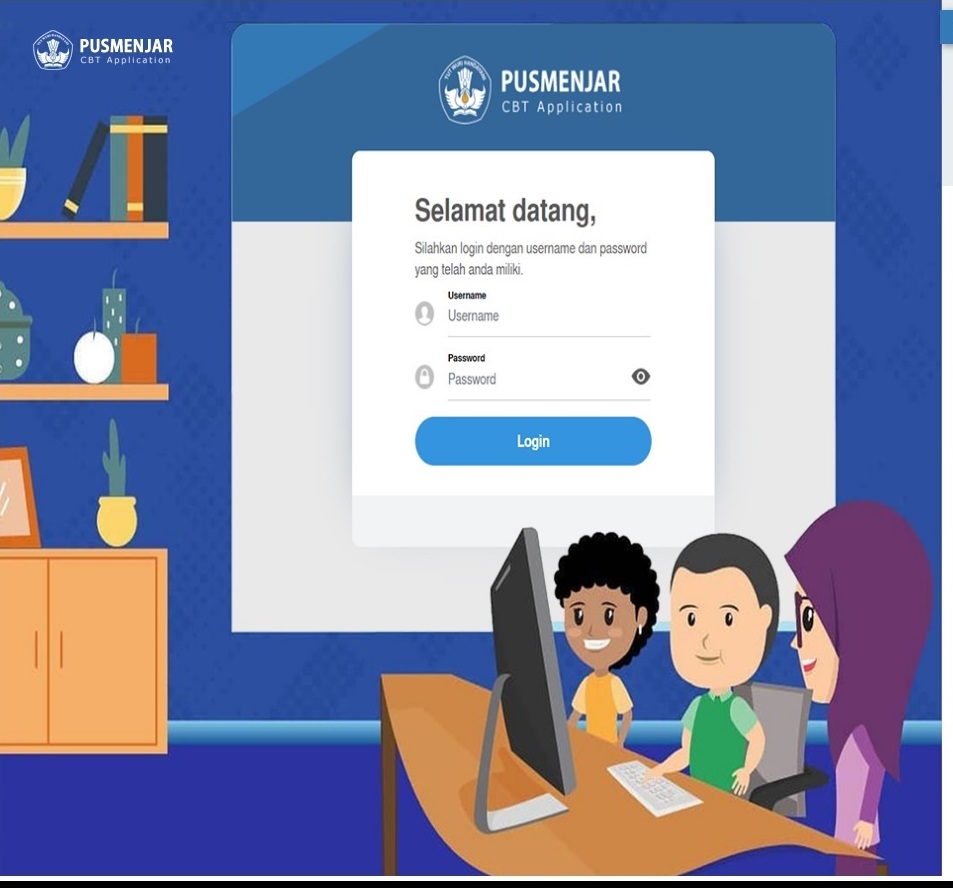 PUSMENJAR
CBT Application
PUSMENJAR
CBT Application
Selamat datang,
Silahkan login dengan username dan password
yang telah anda miliki.
Username
Username
Password
Password
Login